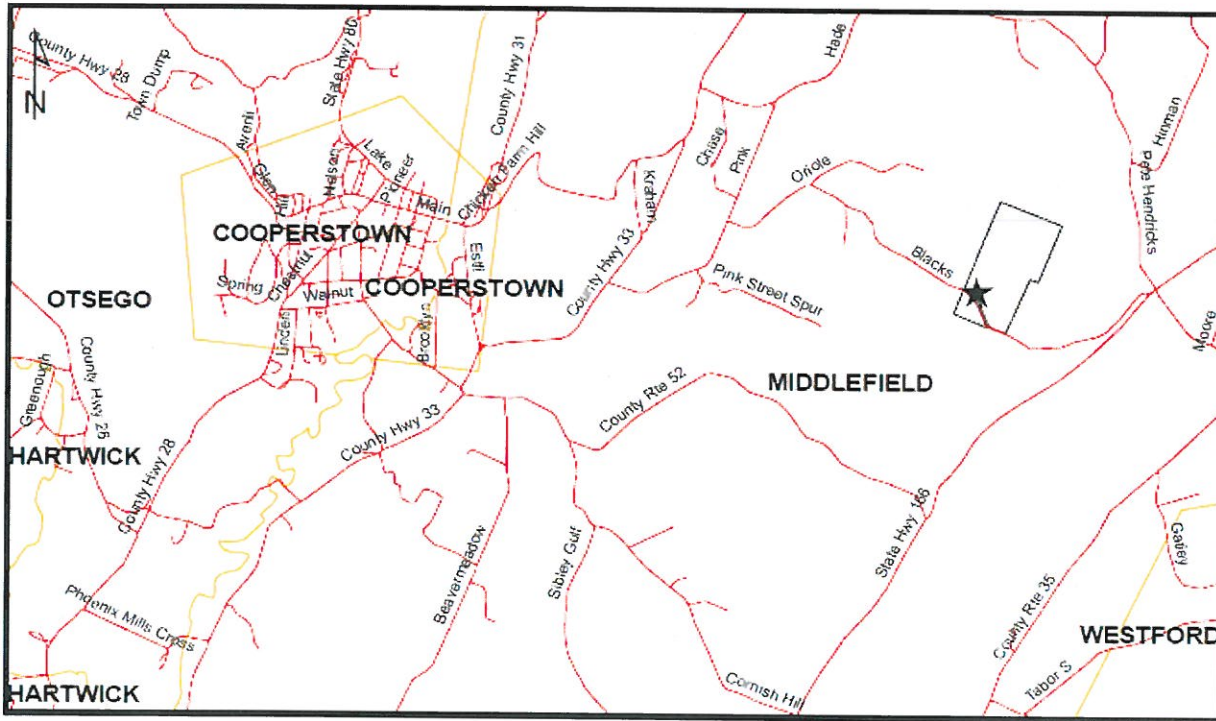 County Hwy 28
Town Dump
State Hwy 80
County Hwy 31
Hade
N
Airenli
Glen
Hill
Nelson
Lake
Pioneer
Main
Chicken Farm Hill
Chase
Pink
Oriole
Kraham
Hinman
Pete Hendricks
COOPERSTOWN
Estli
County Hwy 33
Blacks
Spring
Chestnut
Walnut
COOPERSTOWN
Pink Street Spur
OTSEGO
Linden
Brooklyn
Moore
Greenough
County Hwy 26
County Rte 52
MIDDLEFIELD
HARTWICK
County Hwy 28
County Hwy 33
State Hwy 166
Gatiey
Beavermeadow
Sibley Gulf
County Rte 35
Phoenix Mills Cross
WESTFORD
HARTWICK
Cornish Hill
Tabor S